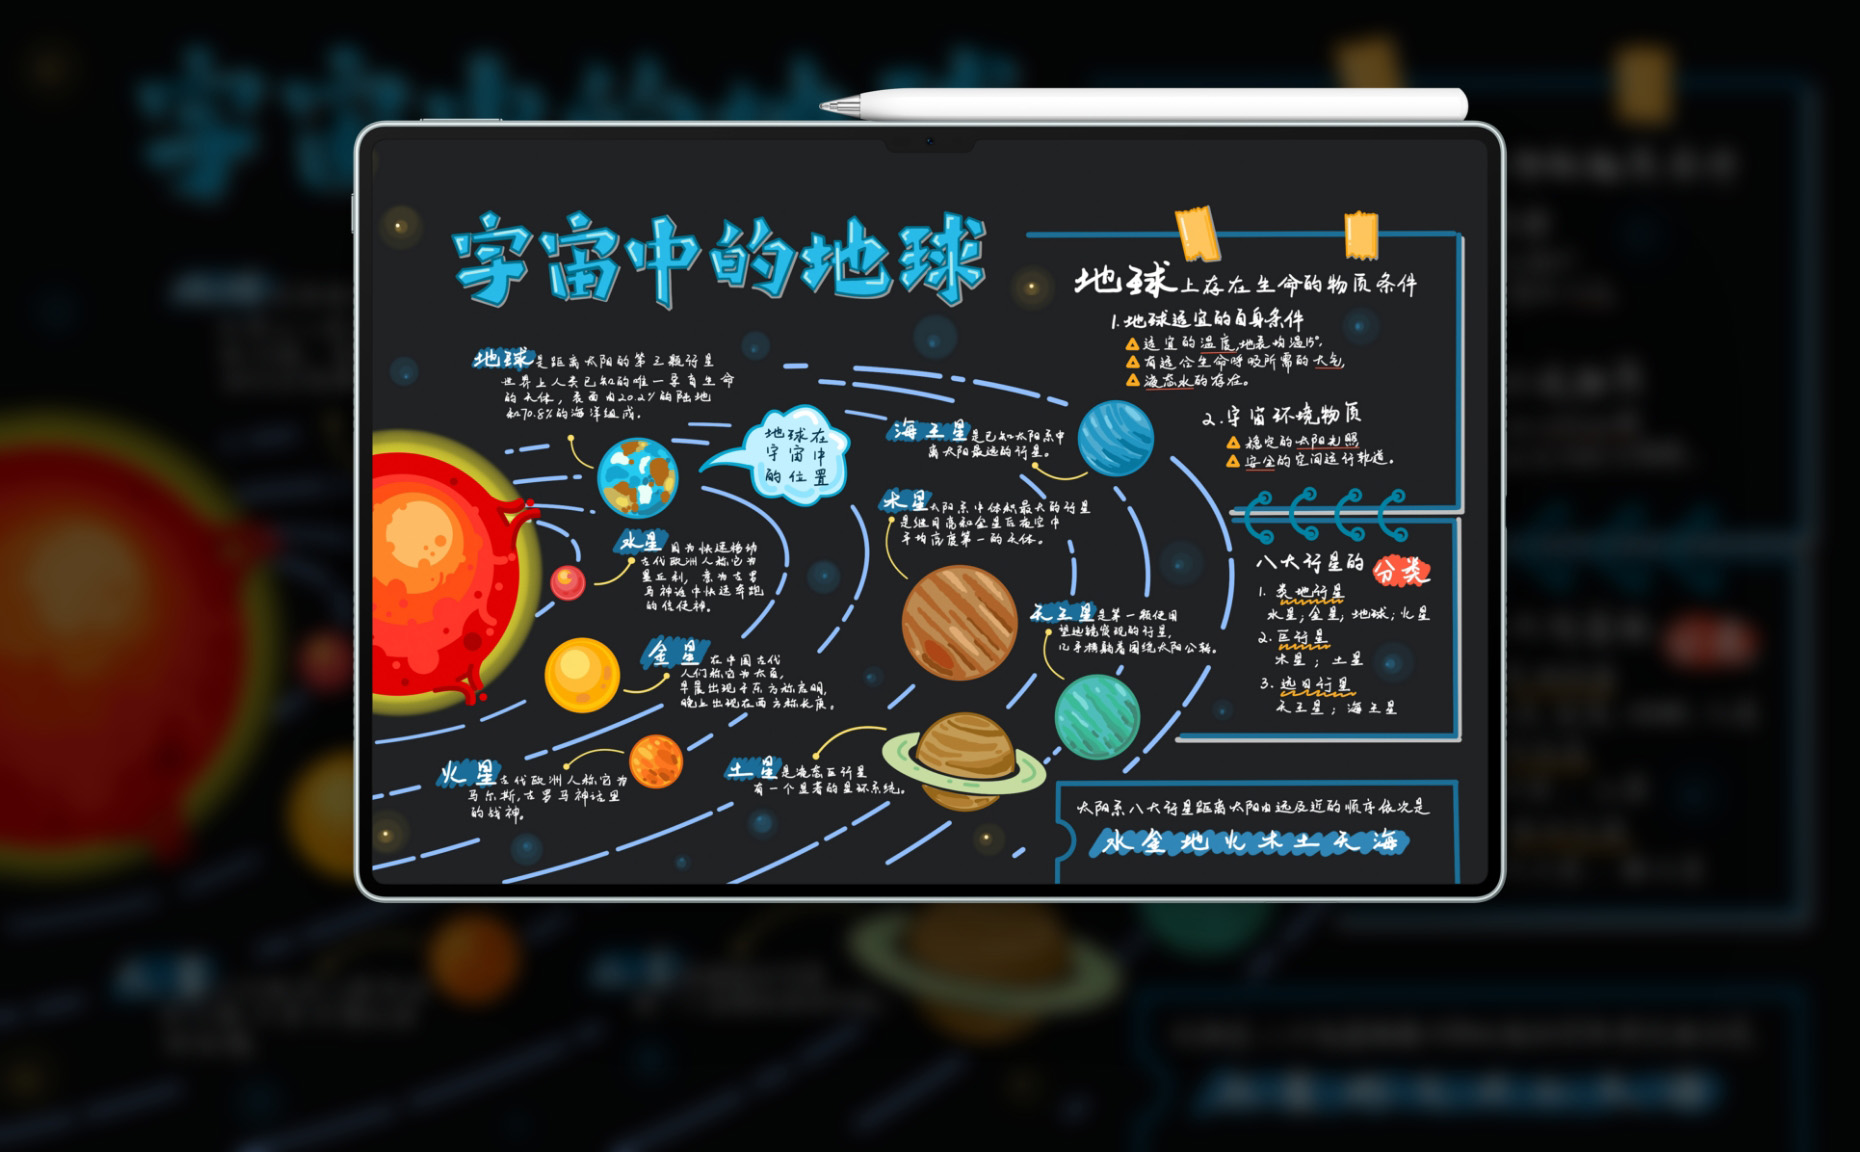 宇宙中的地球
地球是距离太阳的第三颗行星
世界上人类已知的唯一孕育生命
的天体，表面由20.2%的陆地
和70.8%的海洋组成。
地球在
宇宙中
的位置
水星 因为快速移动
古代欧洲人称它为
墨丘利，意为古罗
马神话中快速奔跑
的信使神。
金星 在中国古代
人们称它为太白，
早晨出现于东方称启明，
晚上出现在西方称长庚。
火星古代欧洲人称它为
马尔斯，古罗马神话里
的战神。
海王星是已知太阳系中
离太阳最远的行星。
木星太阳系中体积最大的行星
是继月亮和金星后夜空中
平均亮度第一的天体。
天王星是第一颗使用
望远镜发现的行星，
几乎横躺着围绕太阳公转。
土星是液态巨行星
有一个显著的星环系统。
地球上存在生命的物质条件
1.地球适宜的自身条件
适宜的温度,地表均温15°,
有适合生命呼吸所需的大气,
液态水的存在。
2.宇宙环境物质
稳定的太阳光照
安全的空间运行轨道。
八大行星的分类
1. 类地行星
水星；金星；地球；火星
2. 巨行星
木星；土星
3. 远日行星
天王星；海王星
太阳系八大行星距离太阳由远及近的顺序依次是
水金地火木土天海